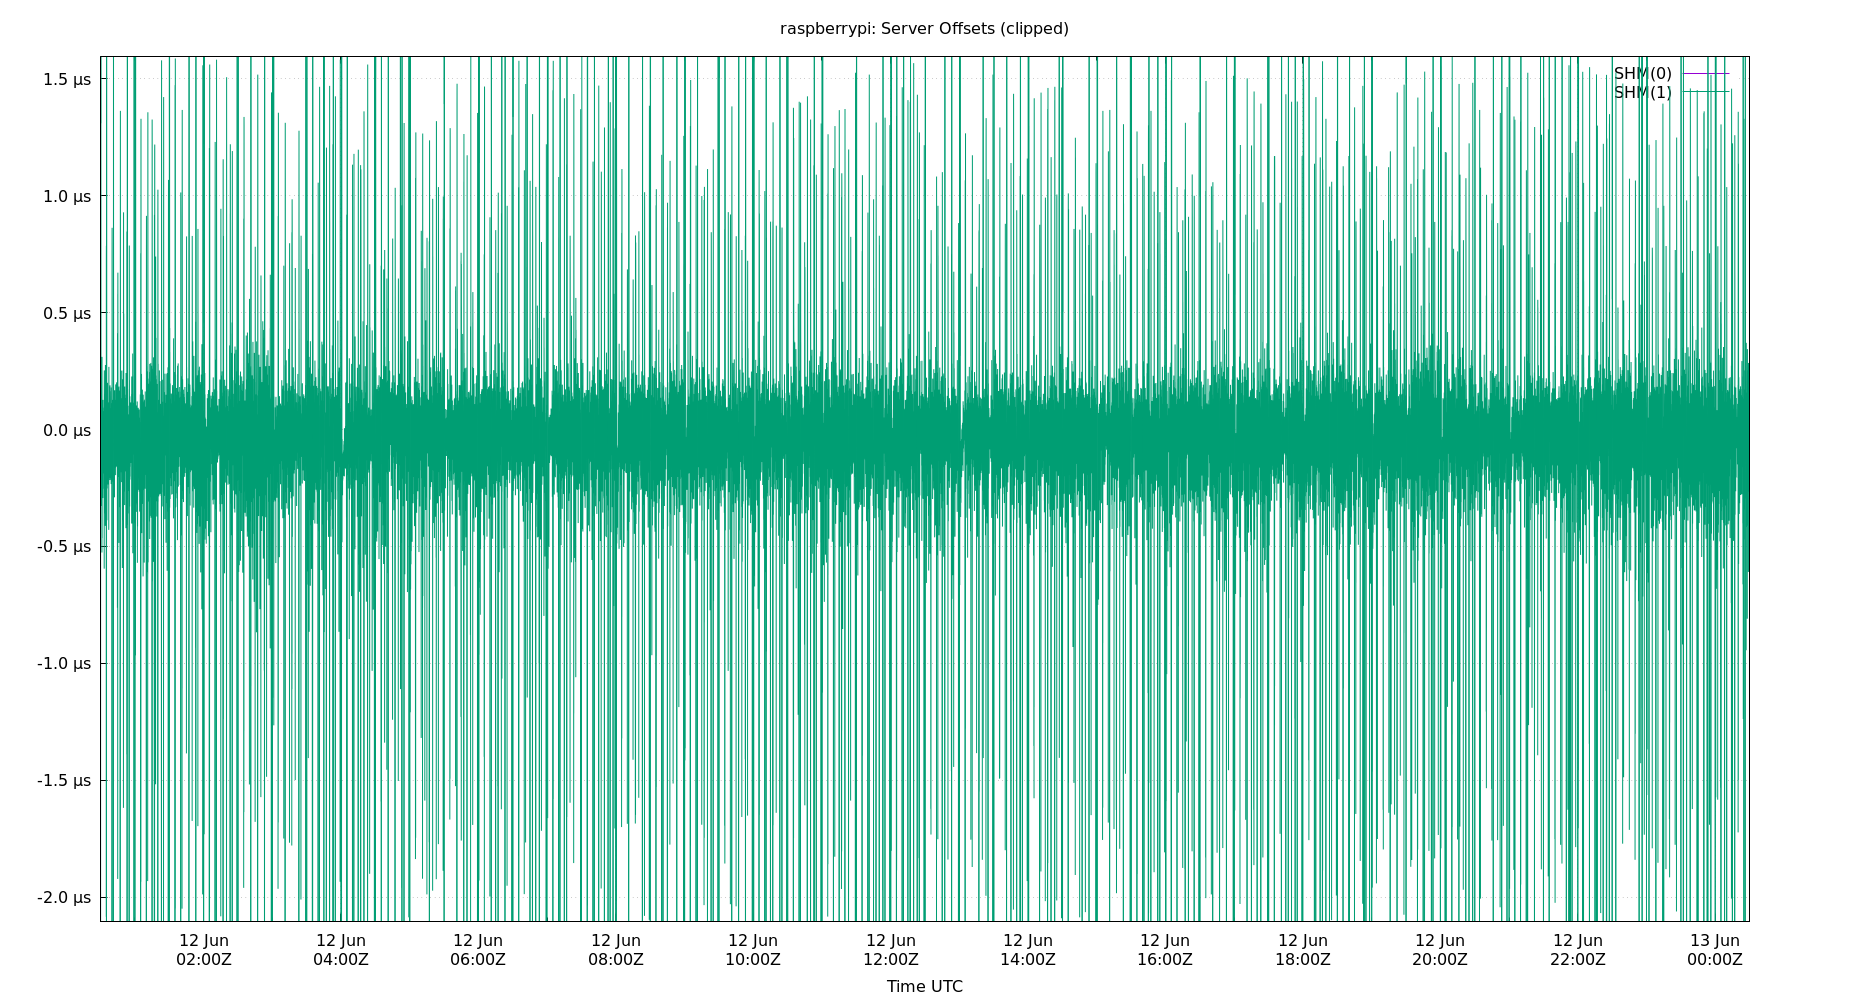 raspberrypi: Server Offsets (clipped)
1.5 µs
1.0 µs
0.5 µs
0.0 µs
-0.5 µs
-1.0 µs
-1.5 µs
-2.0 µs
SHM(0)
SHM(1)
12 Jun 12 Jun 12 Jun 12 Jun 12 Jun 12 Jun 12 Jun 12 Jun 12 Jun 12 Jun 12 Jun 13 Jun
02:00Z 04:00Z 06:00Z 08:00Z 10:00Z 12:00Z 14:00Z 16:00Z 18:00Z 20:00Z 22:00Z 00:00Z
Time UTC